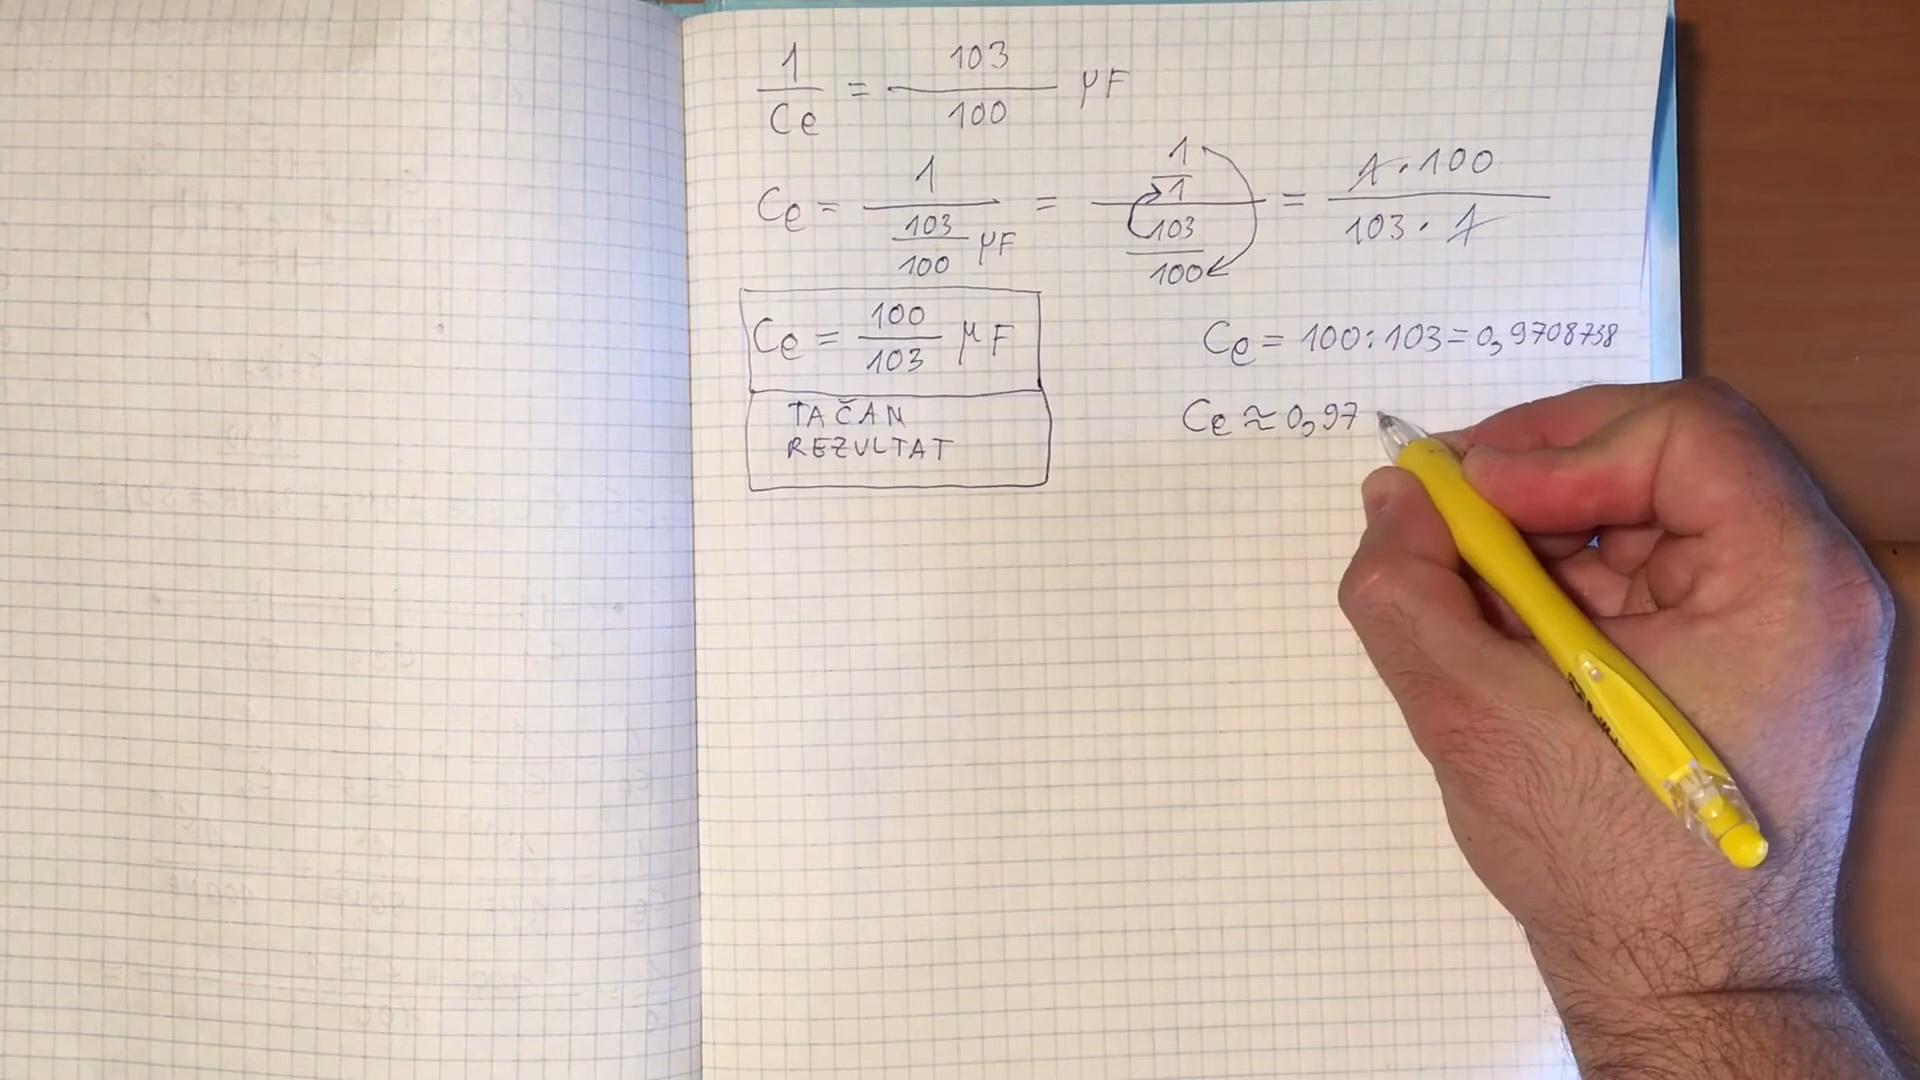 1/Ce = 103/100 μF
Ce = 1/(103/100 μF) = (1/1)/(103/100) = 1·100/103·1
Ce = 100/103 μF
Ce = 100:103 = 0,9708738
TAČAN
REZULTAT
Ce ≈ 0,97